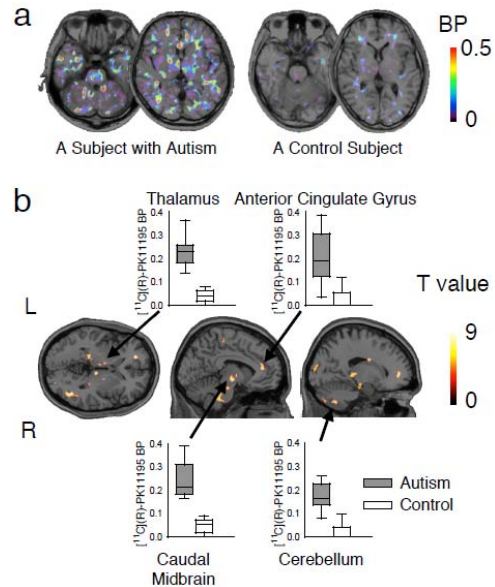 a
BP
0.5
0
A Subject with Autism
A Control Subject
b
Thalamus
Anterior Cingulate Gyrus
[¹¹C](R)-PK11195 BP
0.4
0.3
0.2
0.1
0.0
[¹¹C](R)-PK11195 BP
0.4
0.3
0.2
0.1
0.0
T value
9
0
L
R
[¹¹C](R)-PK11195 BP
0.4
0.3
0.2
0.1
0.0
[¹¹C](R)-PK11195 BP
0.4
0.3
0.2
0.1
0.0
Autism
Control
Caudal
Midbrain
Cerebellum